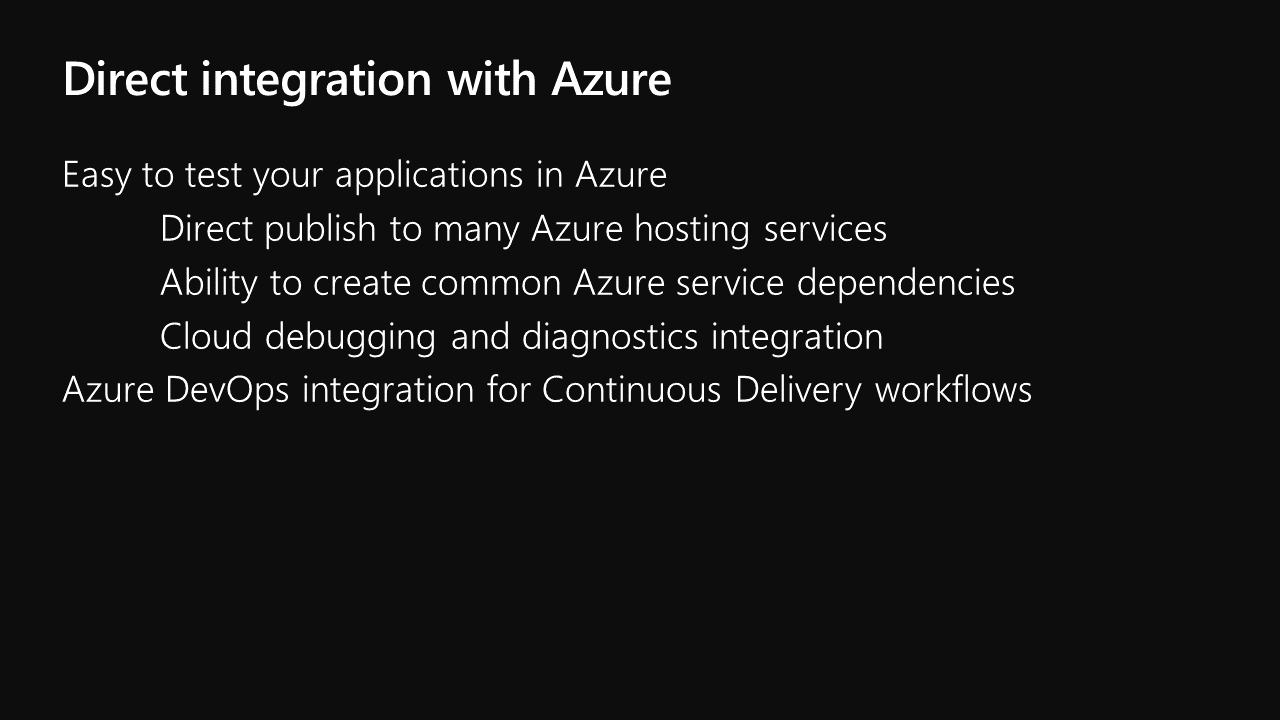 Direct integration with Azure
Easy to test your applications in Azure
Direct publish to many Azure hosting services
Ability to create common Azure service dependencies
Cloud debugging and diagnostics integration
Azure DevOps integration for Continuous Delivery workflows